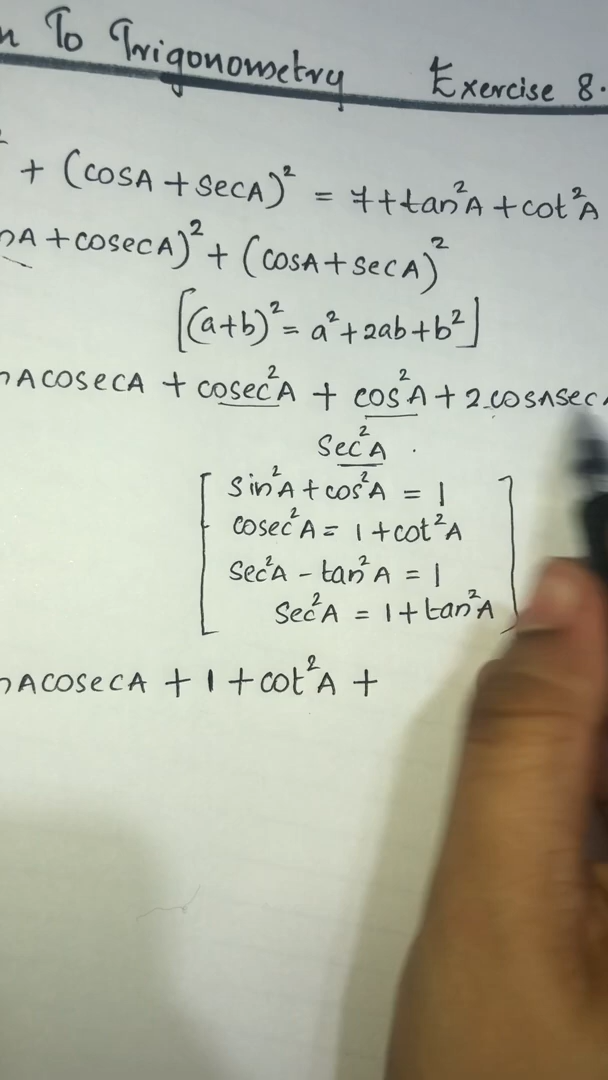 To Trigonometry Exercise 8.
+ (cosA + secA)² = 7 + tan²A + cot²A
A + cosecA)² + (cosA + secA)²
[(a+b)² = a² + 2ab + b²]
AcosecA + cosec²A + cos²A + 2 cosAsec
sec²A .
sin²A + cos²A = 1
cosec²A = 1 + cot²A
sec²A - tan²A = 1
sec²A = 1 + tan²A
AcosecA + 1 + cot²A +